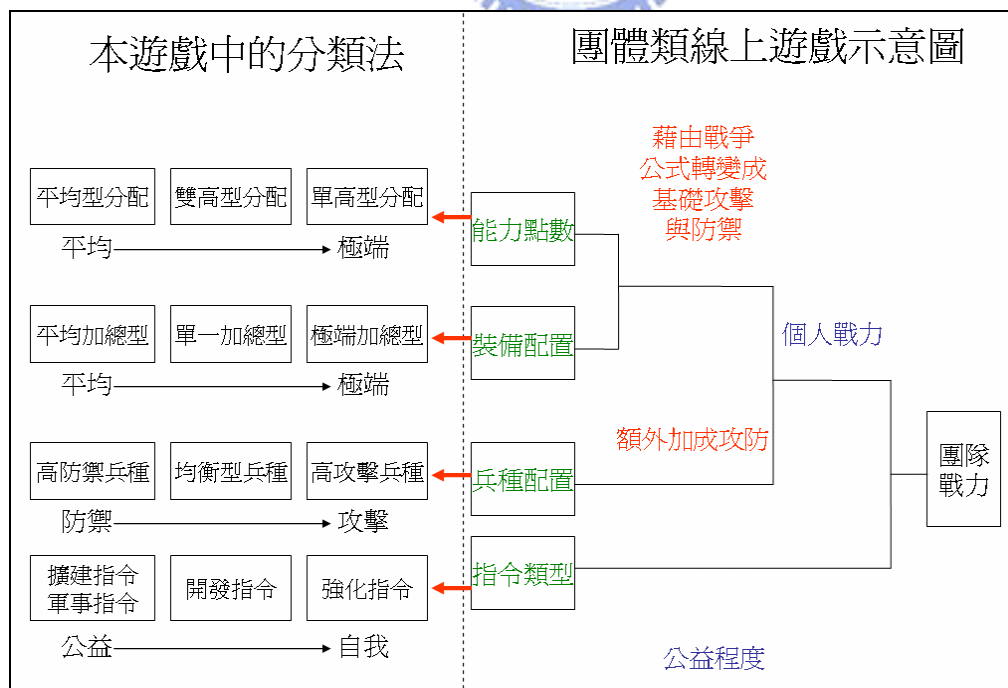 本遊戲中的分類法
平均型分配
雙高型分配
單高型分配
平均
極端
平均加總型
單一加總型
極端加總型
平均
極端
高防禦兵種
均衡型兵種
高攻擊兵種
防禦
攻擊
擴建指令
軍事指令
開發指令
強化指令
公益
自我
團體類線上遊戲示意圖
藉由戰爭
公式轉變成
基礎攻擊
與防禦
能力點數
裝備配置
個人戰力
額外加成攻防
兵種配置
團隊
戰力
指令類型
公益程度